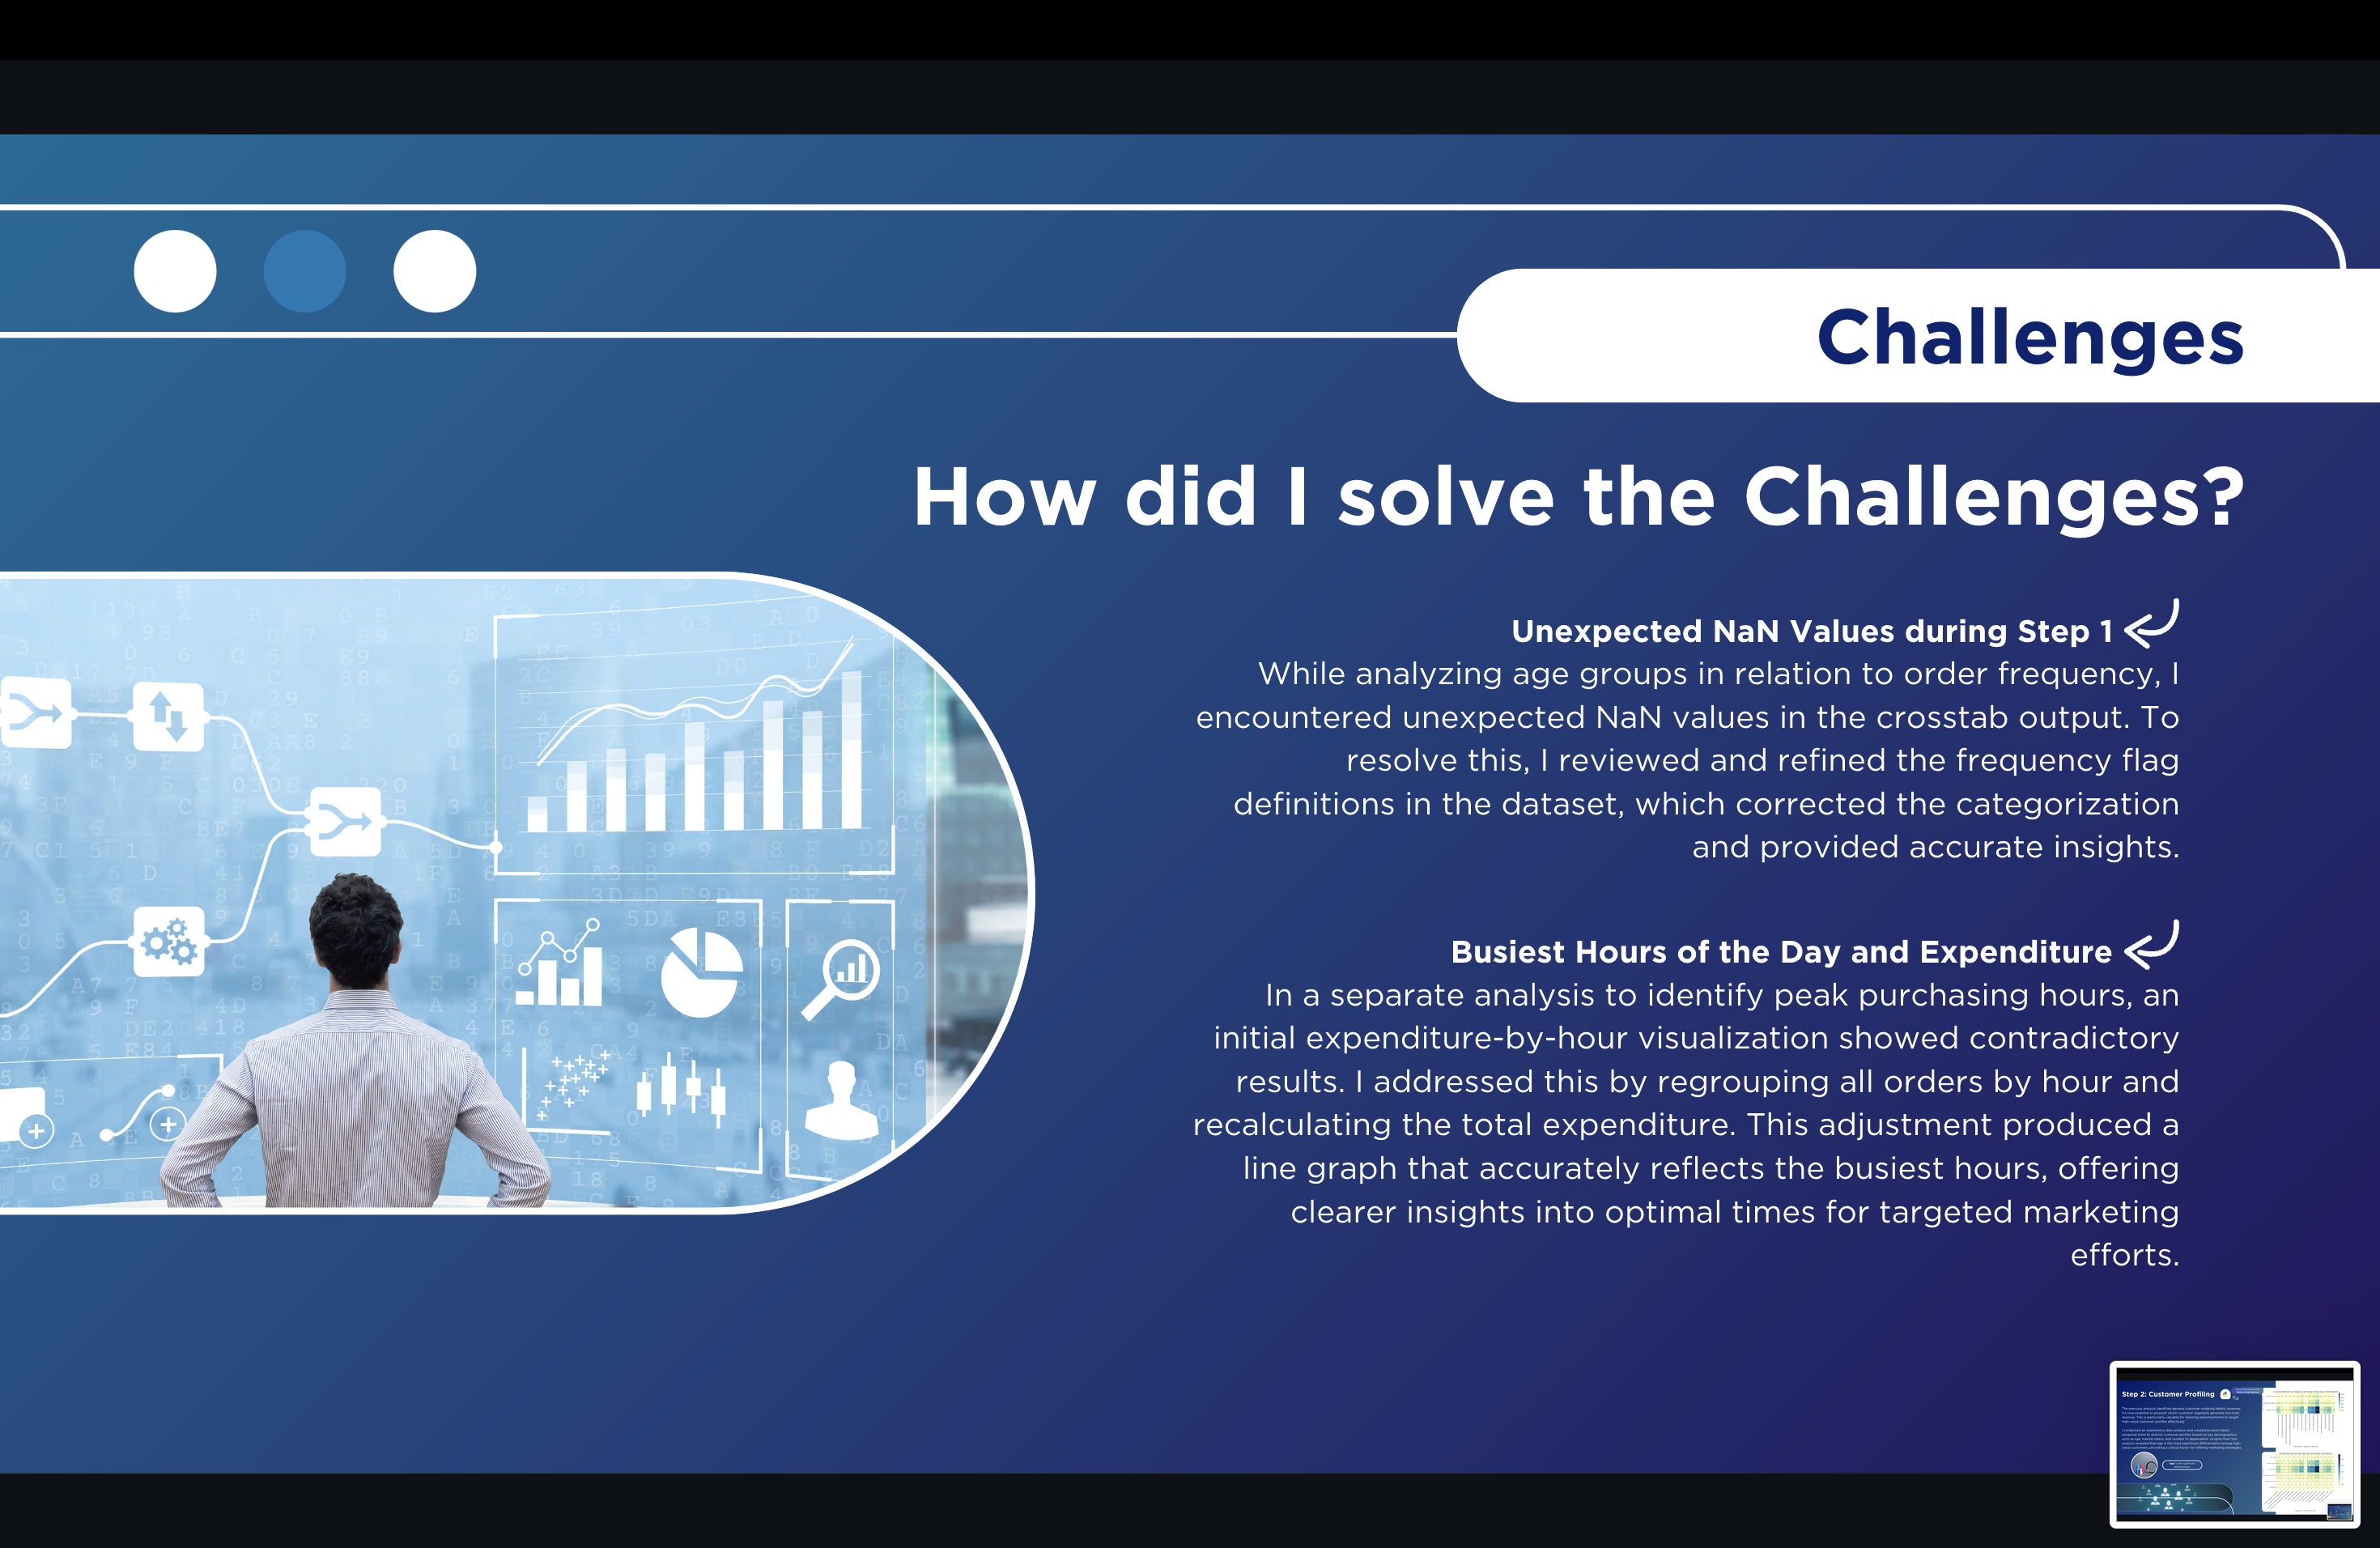 Challenges
How did I solve the Challenges?
Unexpected NaN Values during Step 1
While analyzing age groups in relation to order frequency, I
encountered unexpected NaN values in the crosstab output. To
resolve this, I reviewed and refined the frequency flag
definitions in the dataset, which corrected the categorization
and provided accurate insights.
Busiest Hours of the Day and Expenditure
In a separate analysis to identify peak purchasing hours, an
initial expenditure-by-hour visualization showed contradictory
results. I addressed this by regrouping all orders by hour and
recalculating the total expenditure. This adjustment produced a
line graph that accurately reflects the busiest hours, offering
clearer insights into optimal times for targeted marketing
efforts.
Step 2: Customer Profiling